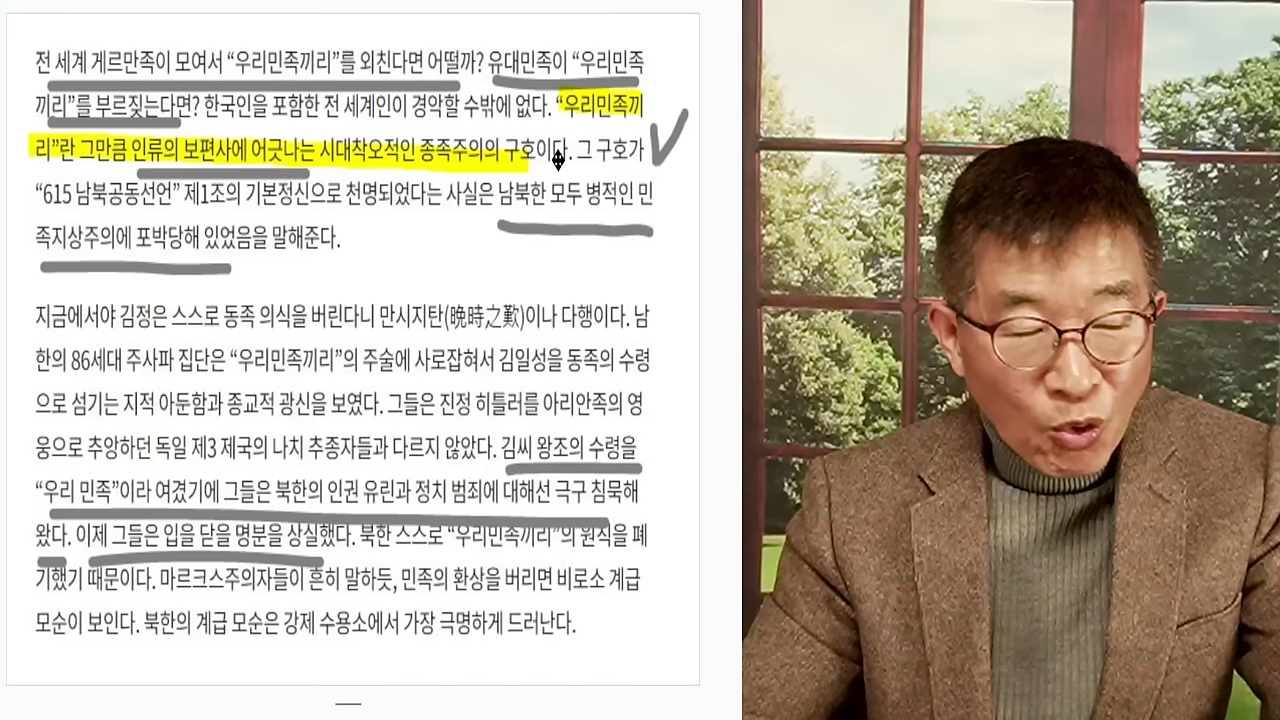 전 세계 게르만족이 모여서 “우리민족끼리”를 외친다면 어떨까? 유대민족이 “우리민족
끼리”를 부르짖는다면? 한국인을 포함한 전 세계인이 경악할 수밖에 없다. “우리민족끼
리”란 그만큼 인류의 보편사에 어긋나는 시대착오적인 종족주의의 구호이다. 그 구호가
“615 남북공동선언” 제1조의 기본정신으로 천명되었다는 사실은 남북한 모두 병적인 민
족지상주의에 포박당해 있었음을 말해준다.
지금에서야 김정은 스스로 동족 의식을 버린다니 만시지탄(晩時之歎)이나 다행이다. 남
한의 86세대 주사파 집단은 “우리민족끼리”의 주술에 사로잡혀서 김일성을 동족의 수령
으로 섬기는 지적 아둔함과 종교적 광신을 보였다. 그들은 진정 히틀러를 아리안족의 영
웅으로 추앙하던 독일 제3 제국의 나치 추종자들과 다르지 않았다. 김씨 왕조의 수령을
“우리 민족”이라 여겼기에 그들은 북한의 인권 유린과 정치 범죄에 대해선 극구 침묵해
왔다. 이제 그들은 입을 닫을 명분을 상실했다. 북한 스스로 “우리민족끼리”의 원칙을 폐
기했기 때문이다. 마르크스주의자들이 흔히 말하듯, 민족의 환상을 버리면 비로소 계급
모순이 보인다. 북한의 계급 모순은 강제 수용소에서 가장 극명하게 드러난다.